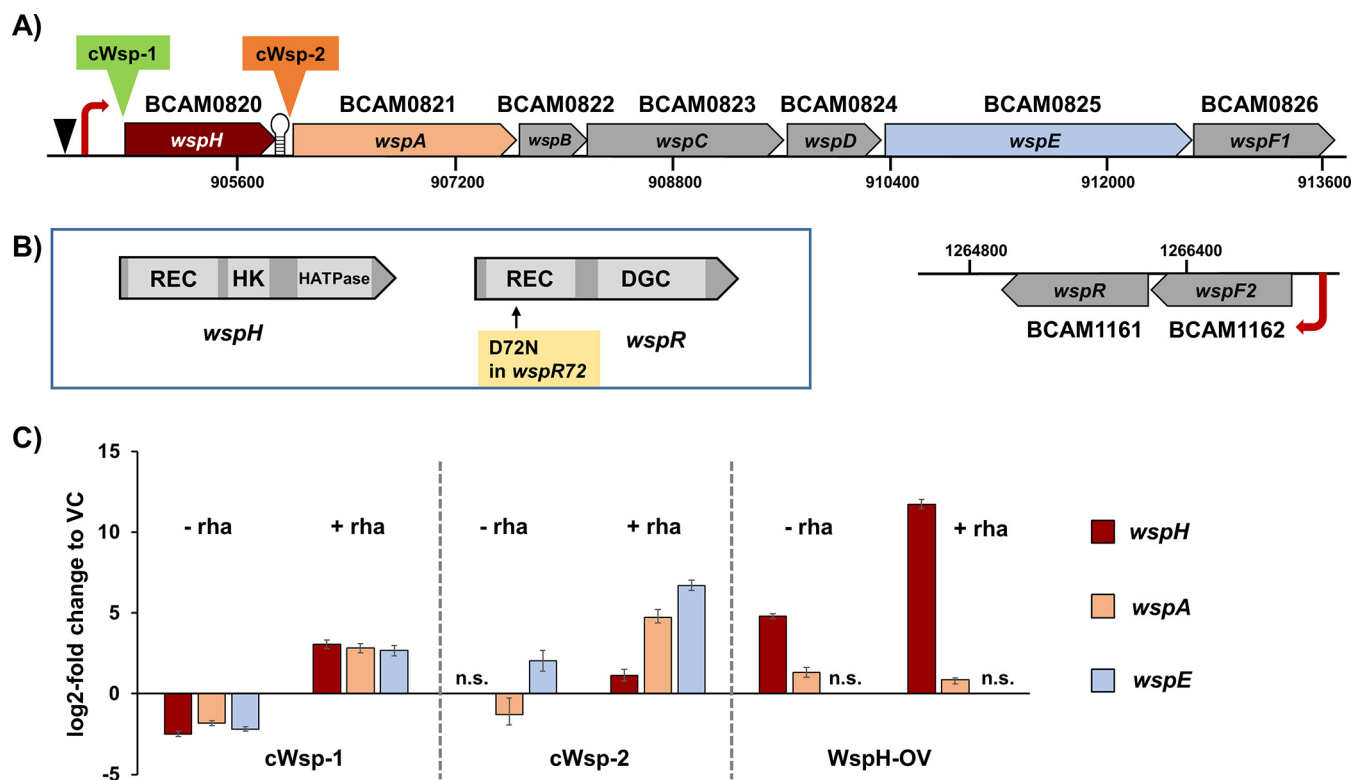 A)
cWsp-1
cWsp-2
BCAM0820
BCAM0821
BCAM0822
BCAM0823
BCAM0824
BCAM0825
BCAM0826
wspH
wspA
wspB
wspC
wspD
wspE
wspF1
905600
907200
908800
910400
912000
913600
B)
REC
HK
HATPase
wspH
REC
DGC
wspR
D72N
in wspR72
1264800
1266400
wspR
wspF2
BCAM1161
BCAM1162
C)
log2-fold change to VC
15
10
5
0
-5
- rha
+ rha
- rha
+ rha
- rha
+ rha
n.s.
n.s.
n.s.
cWsp-1
cWsp-2
WspH-OV
wspH
wspA
wspE